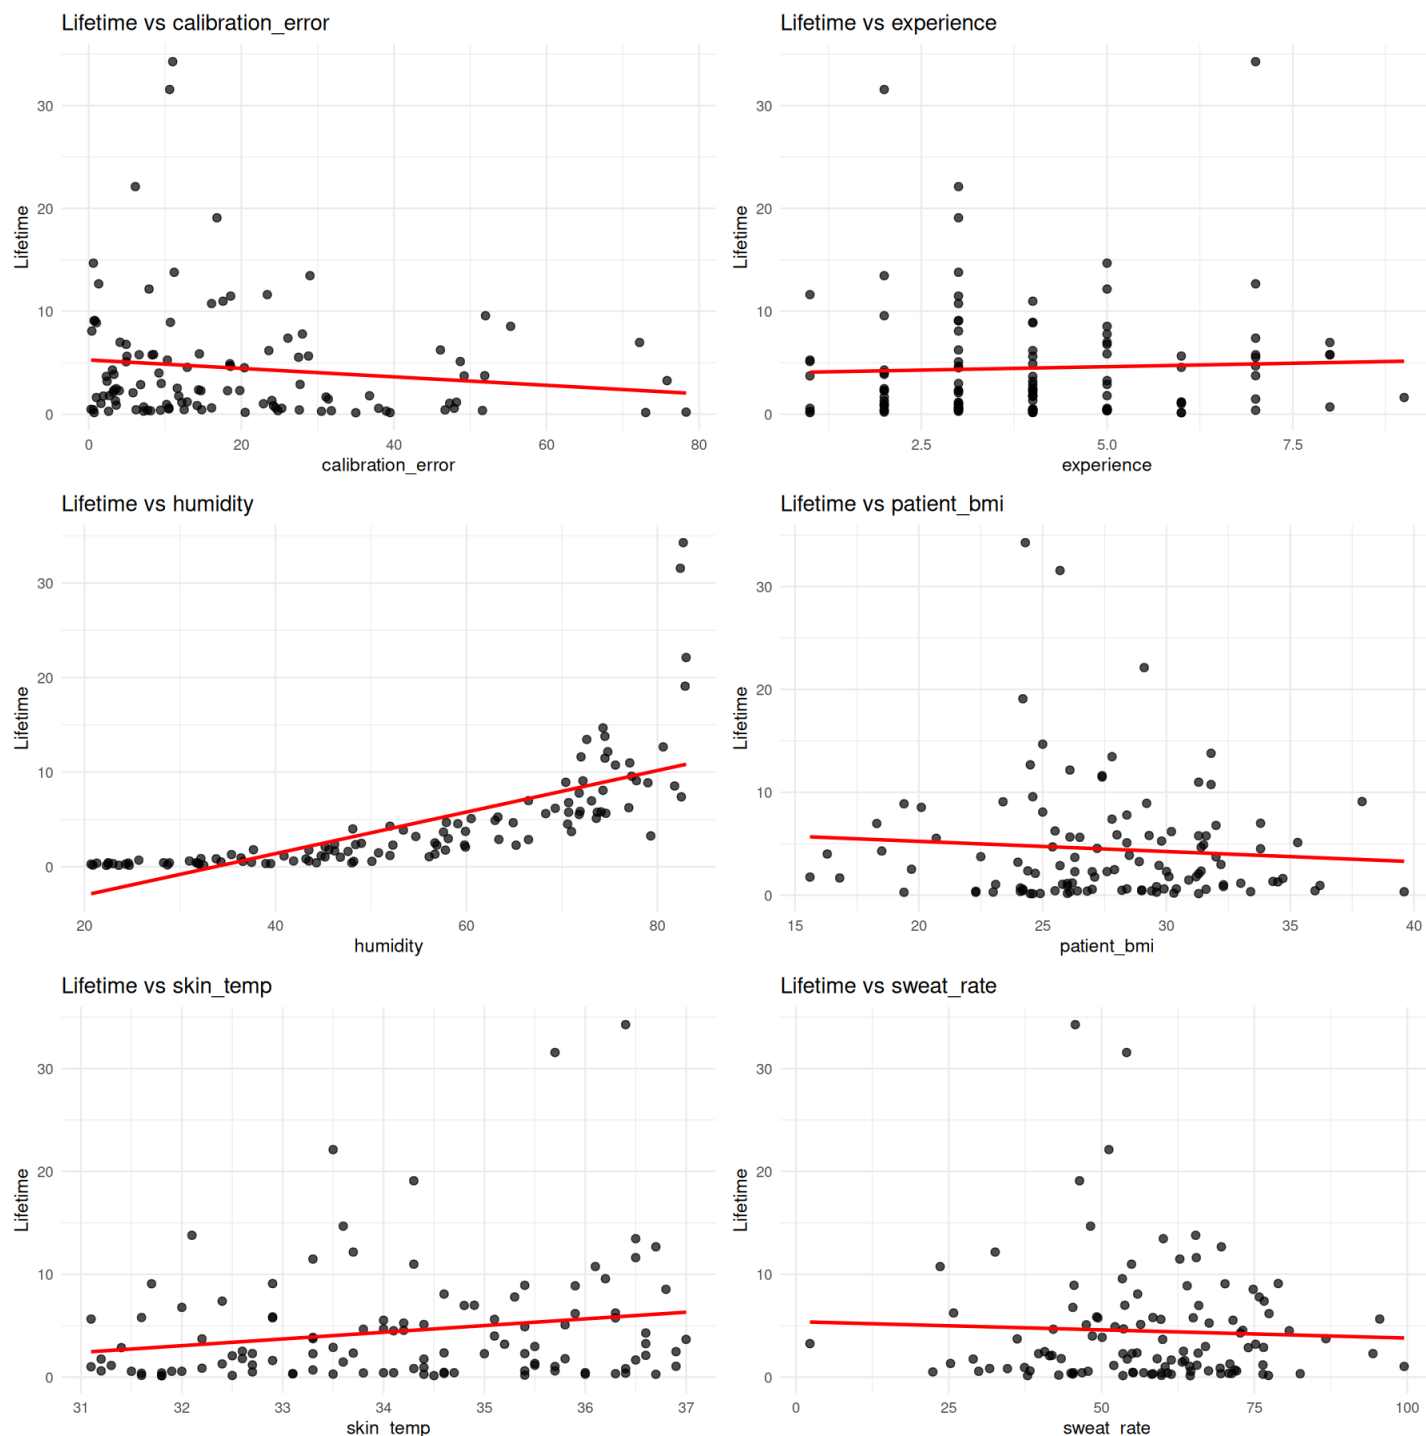 Lifetime vs calibration_error
Lifetime
30
20
10
0
0 20 40 60 80
calibration_error
Lifetime vs experience
Lifetime
30
20
10
0
2.5 5.0 7.5
experience
Lifetime vs humidity
Lifetime
30
20
10
0
20 40 60 80
humidity
Lifetime vs patient_bmi
Lifetime
30
20
10
0
15 20 25 30 35 40
patient_bmi
Lifetime vs skin_temp
Lifetime
30
20
10
0
31 32 33 34 35 36 37
skin_temp
Lifetime vs sweat_rate
Lifetime
30
20
10
0
0 25 50 75 100
sweat_rate